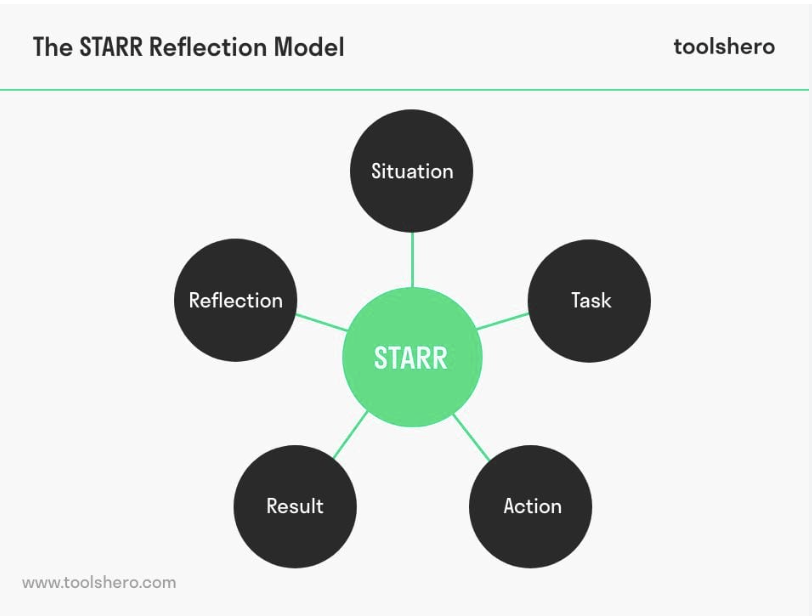 The STARR Reflection Model
toolshero
Situation
Reflection
Task
STARR
Result
Action
www.toolshero.com